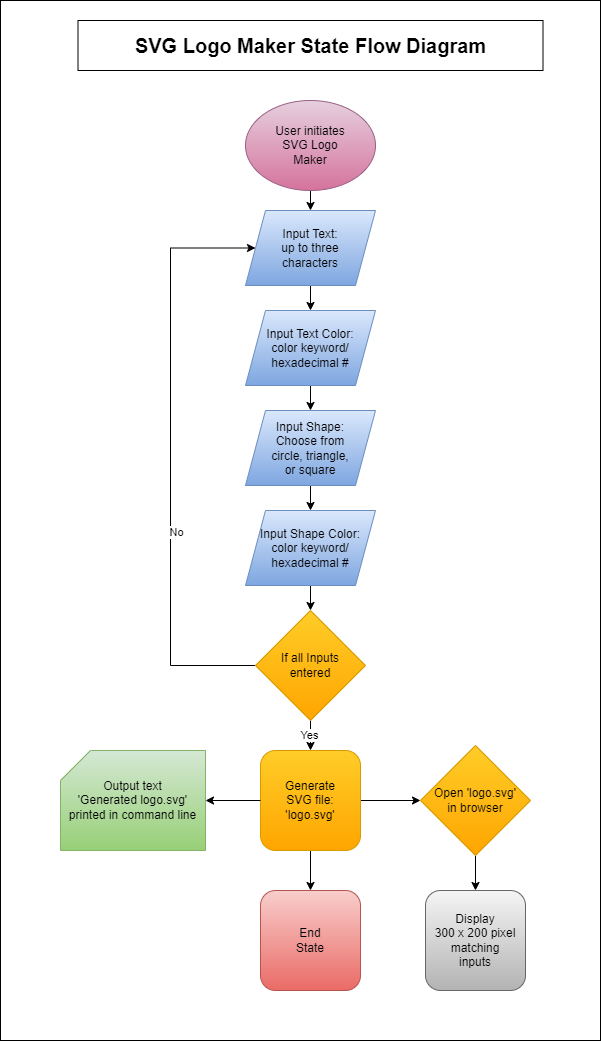 SVG Logo Maker State Flow Diagram
User initiates
SVG Logo
Maker
Input Text:
up to three
characters
Input Text Color:
color keyword/
hexadecimal #
Input Shape:
Choose from
circle, triangle,
or square
No
Input Shape Color:
color keyword/
hexadecimal #
If all Inputs
entered
Yes
Output text
'Generated logo.svg'
printed in command line
Generate
SVG file:
'logo.svg'
Open 'logo.svg'
in browser
End
State
Display
300 x 200 pixel
matching
inputs